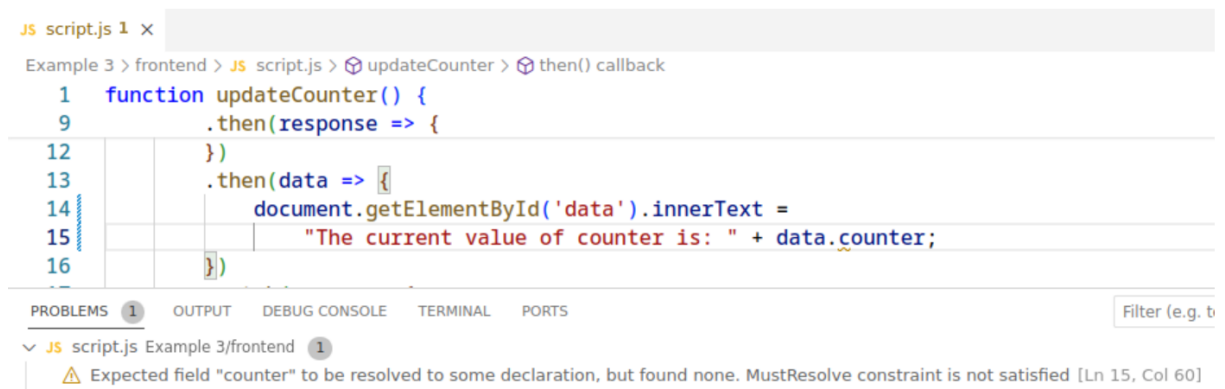 JS script.js 1 ×
Example 3 > frontend > JS script.js > updateCounter > then() callback
1 function updateCounter() {
9 .then(response => {
12 })
13 .then(data => {
14 document.getElementById('data').innerText =
15 "The current value of counter is: " + data.counter;
16 })
PROBLEMS 1 OUTPUT DEBUG CONSOLE TERMINAL PORTS Filter (e.g. t
JS script.js Example 3/frontend 1
Expected field "counter" to be resolved to some declaration, but found none. MustResolve constraint is not satisfied [Ln 15, Col 60]